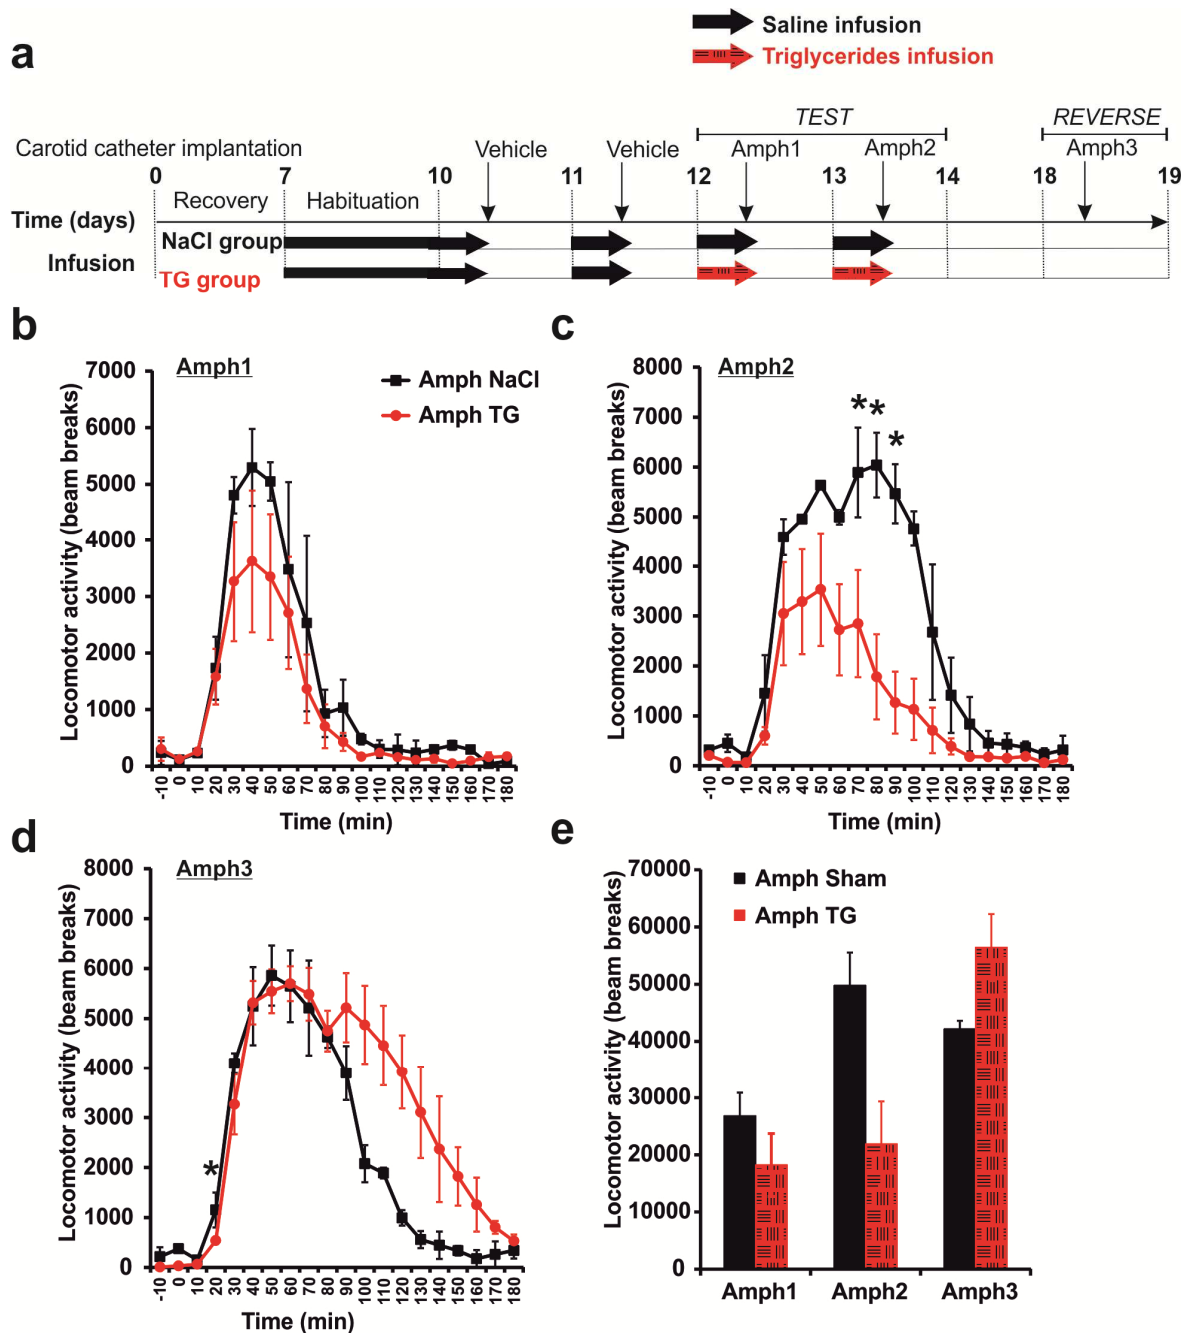 a
Saline infusion
Triglycerides infusion
TEST
REVERSE
Carotid catheter implantation
Vehicle
Vehicle
Amph1
Amph2
Amph3
0 7 10 11 12 13 14 18 19
Recovery
Habituation
Time (days)
NaCl group
Infusion
TG group
b
Amph1
Amph NaCl
Amph TG
Locomotor activity (beam breaks)
7000
6000
5000
4000
3000
2000
1000
0
-10 0 10 20 30 40 50 60 70 80 90 100 110 120 130 140 150 160 170 180
Time (min)
c
Amph2
* * *
Locomotor activity (beam breaks)
8000
7000
6000
5000
4000
3000
2000
1000
0
-10 0 10 20 30 40 50 60 70 80 90 100 110 120 130 140 150 160 170 180
Time (min)
d
Amph3
*
Locomotor activity (beam breaks)
8000
7000
6000
5000
4000
3000
2000
1000
0
-10 0 10 20 30 40 50 60 70 80 90 100 110 120 130 140 150 160 170 180
Time (min)
e
Amph Sham
Amph TG
Locomotor activity (beam breaks)
70000
60000
50000
40000
30000
20000
10000
0
Amph1 Amph2 Amph3